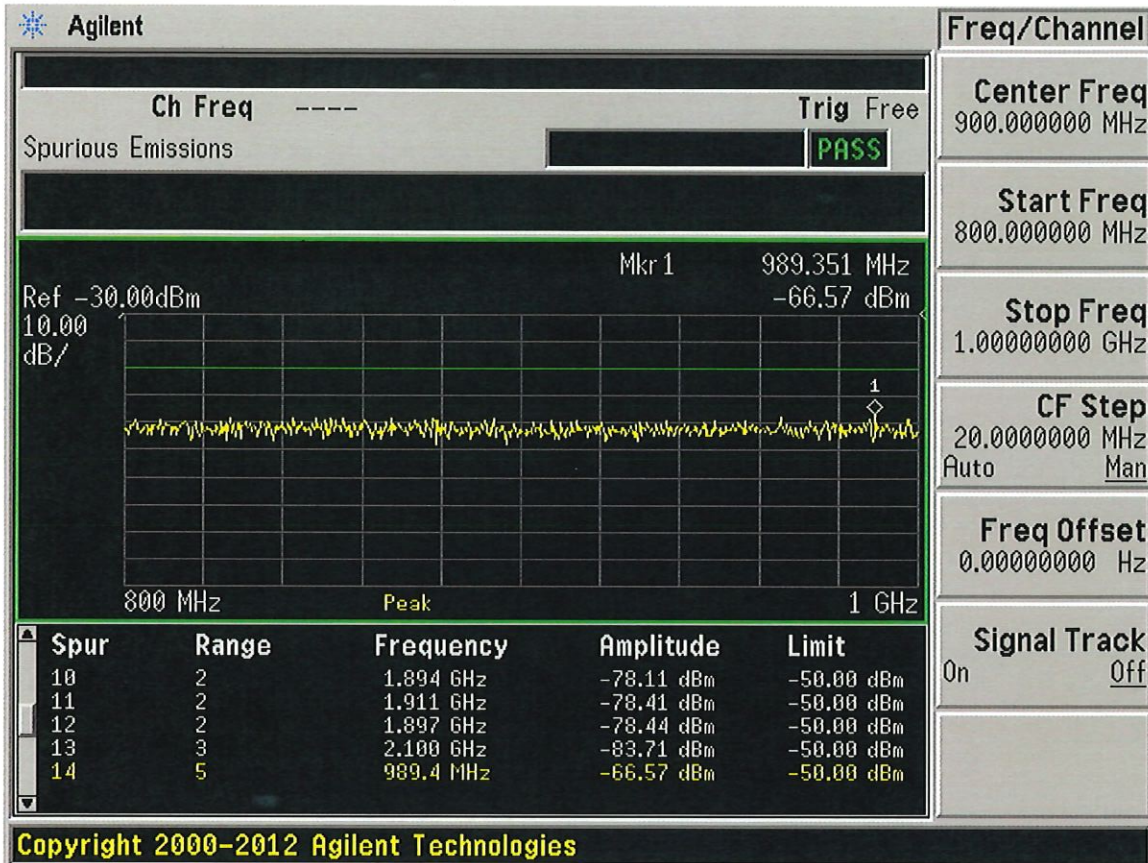 Agilent
Freq/Channel
Ch Freq ----
Trig Free
Spurious Emissions
PASS
Mkr1 989.351 MHz
Ref -30.00dBm
-66.57 dBm
10.00
dB/
1
800 MHz
Peak
1 GHz
Spur Range Frequency Amplitude Limit
10 2 1.894 GHz -78.11 dBm -50.00 dBm
11 2 1.911 GHz -78.41 dBm -50.00 dBm
12 2 1.897 GHz -78.44 dBm -50.00 dBm
13 3 2.100 GHz -83.71 dBm -50.00 dBm
14 5 989.4 MHz -66.57 dBm -50.00 dBm
Copyright 2000-2012 Agilent Technologies
Center Freq
900.000000 MHz
Start Freq
800.000000 MHz
Stop Freq
1.00000000 GHz
CF Step
20.0000000 MHz
Auto Man
Freq Offset
0.00000000 Hz
Signal Track
On Off